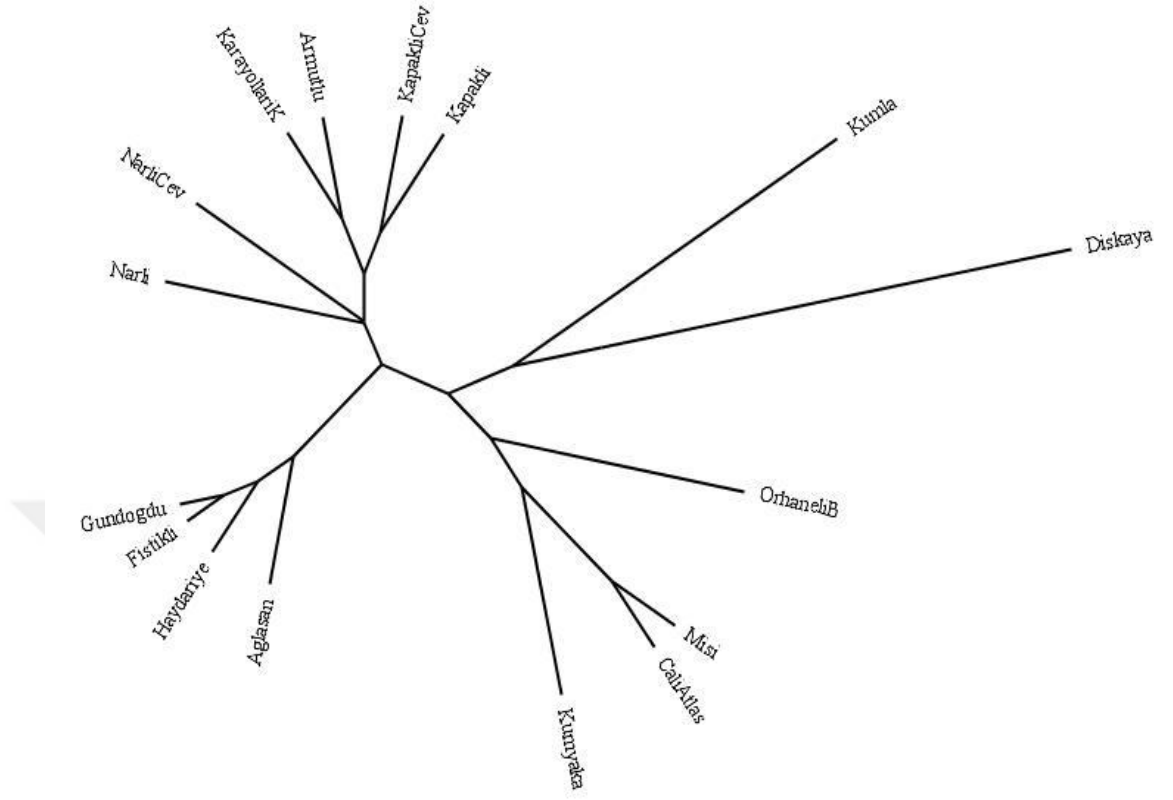 KarayollariK
Armutlu
KapakliCev
Kapakli
Kumla
NarliCev
Diskaya
Narli
OrhaneliB
Gundogdu
Fistikli
Haydariye
Aglasan
Misi
CaliAtlas
Kumyaka